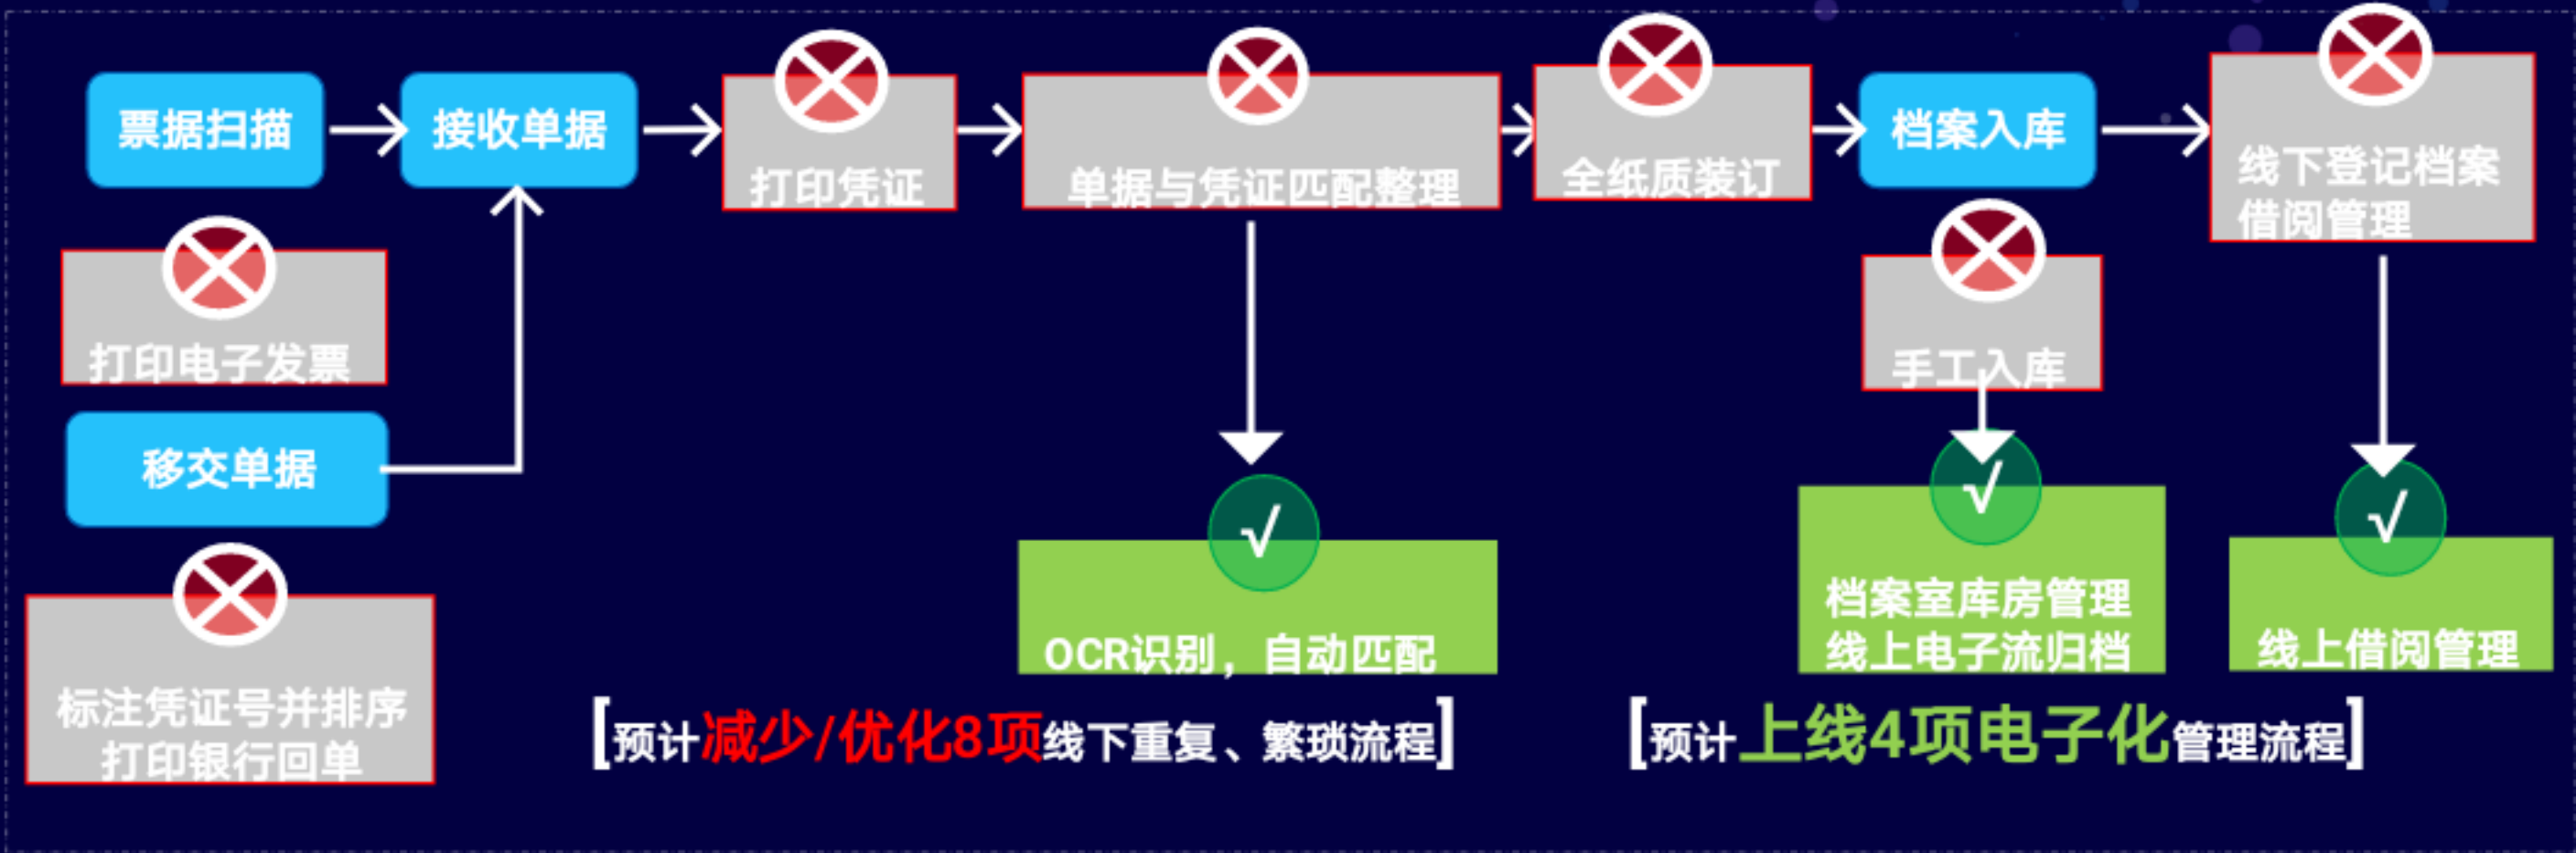 票据扫描
接收单据
打印凭证
单据与凭证匹配整理
全纸质装订
档案入库
线下登记档案
借阅管理
打印电子发票
手工入库
移交单据
√
√
√
OCR识别，自动匹配
档案室库房管理
线上电子流归档
线上借阅管理
标注凭证号并排序
打印银行回单
[预计减少/优化8项线下重复、繁琐流程]
[预计上线4项电子化管理流程]